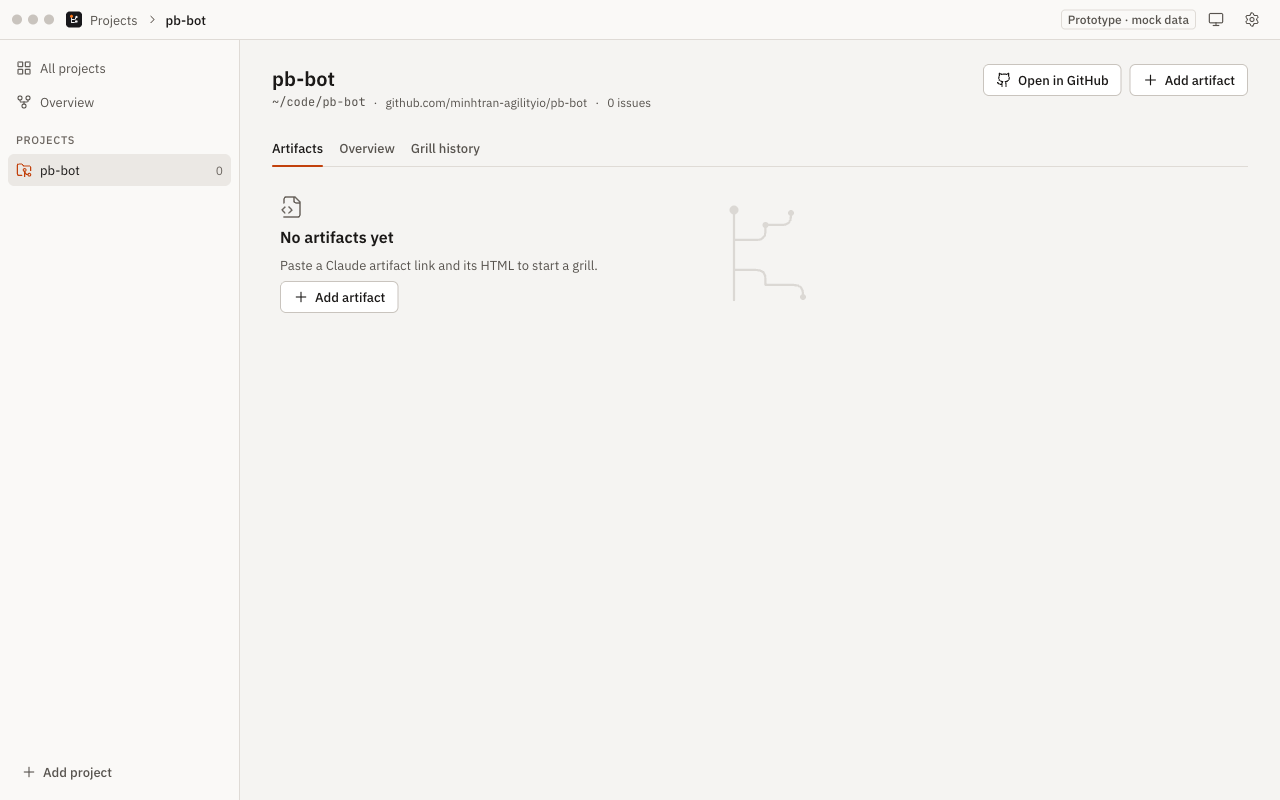 Projects > pb-bot
Prototype · mock data
All projects
Overview
PROJECTS
pb-bot 0
Add project
pb-bot
~/code/pb-bot · github.com/minhtran-agilityio/pb-bot · 0 issues
Open in GitHub
Add artifact
Artifacts Overview Grill history
No artifacts yet
Paste a Claude artifact link and its HTML to start a grill.
Add artifact